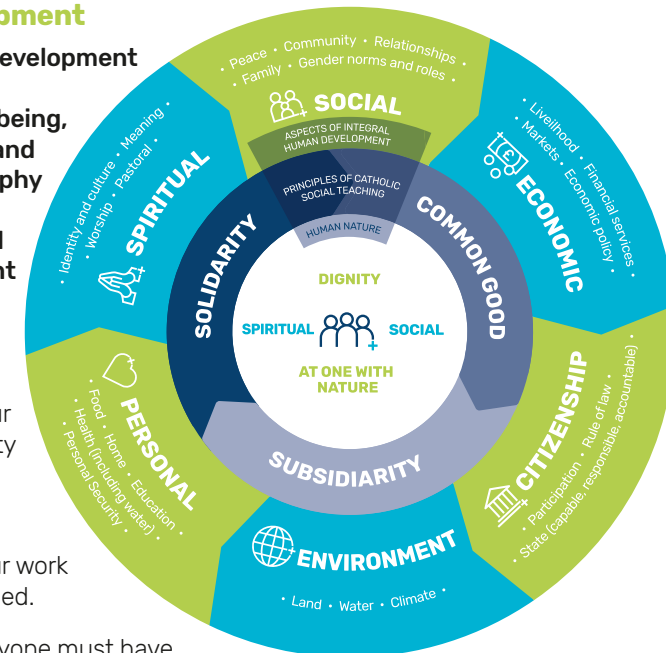 pment
evelopment
being,
and
phy
l
nt
ur
ty
ur work
ed.
yone must have
Peace • Community • Relationships •
• Family • Gender norms and roles •
SOCIAL
ASPECTS OF INTEGRAL
HUMAN DEVELOPMENT
PRINCIPLES OF CATHOLIC
SOCIAL TEACHING
HUMAN NATURE
• Livelihood • Financial services
• Markets • Economic policy •
ECONOMIC
CITIZENSHIP
• Participation • Rule of law •
• State (capable, responsible, accountable)
ENVIRONMENT
• Land • Water • Climate •
PERSONAL
• Food • Home • Education •
• Health (including water) •
Personal Security •
SPIRITUAL
• Identity and culture • Meaning •
• Worship • Pastoral •
SOLIDARITY
COMMON GOOD
SUBSIDIARITY
DIGNITY
SPIRITUAL
SOCIAL
AT ONE WITH
NATURE